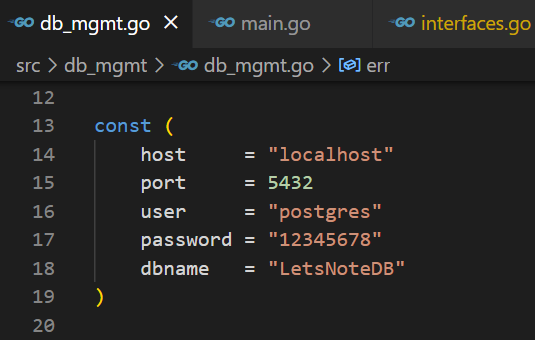 GO db_mgmt.go × GO main.go GO interfaces.go
src > db_mgmt > GO db_mgmt.go > err
12
13 const (
14 host = "localhost"
15 port = 5432
16 user = "postgres"
17 password = "12345678"
18 dbname = "LetsNoteDB"
19 )
20